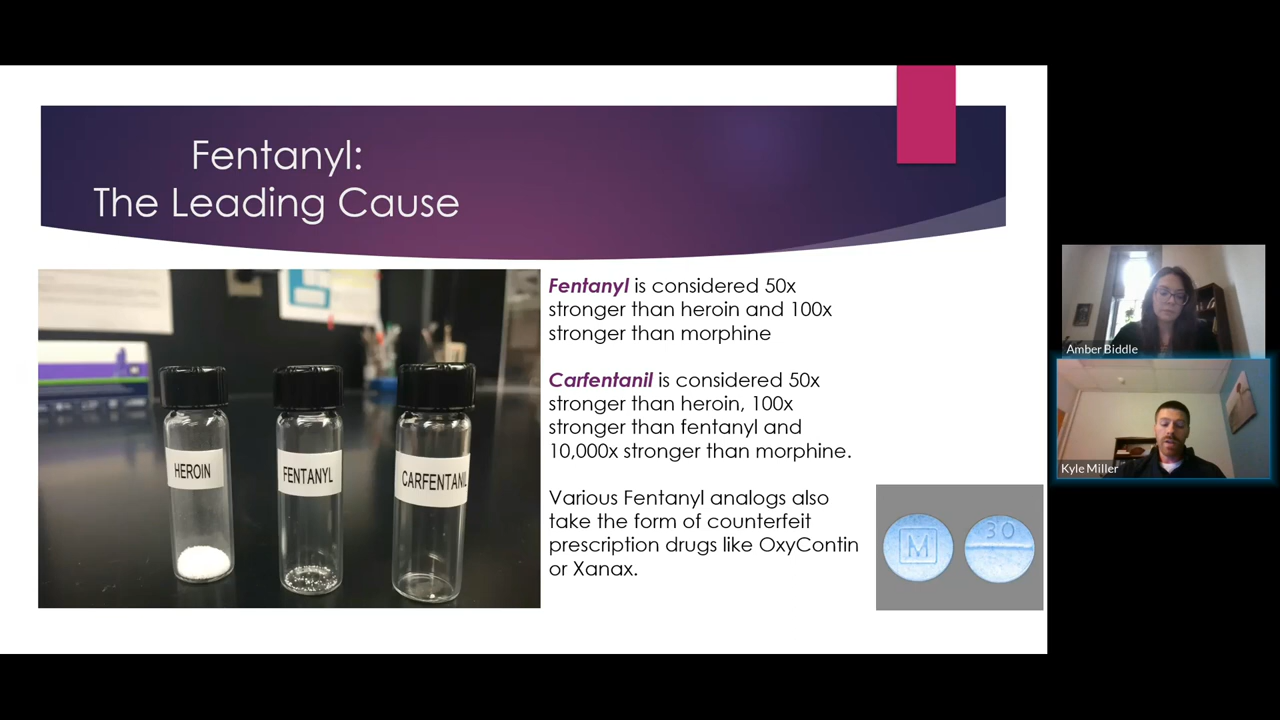 Fentanyl:
The Leading Cause
HEROIN
FENTANYL
CARFENTANIL
Fentanyl is considered 50x
stronger than heroin and 100x
stronger than morphine
Carfentanil is considered 50x
stronger than heroin, 100x
stronger than fentanyl and
10,000x stronger than morphine.
Various Fentanyl analogs also
take the form of counterfeit
prescription drugs like OxyContin
or Xanax.
M
30
Amber Biddle
Kyle Miller